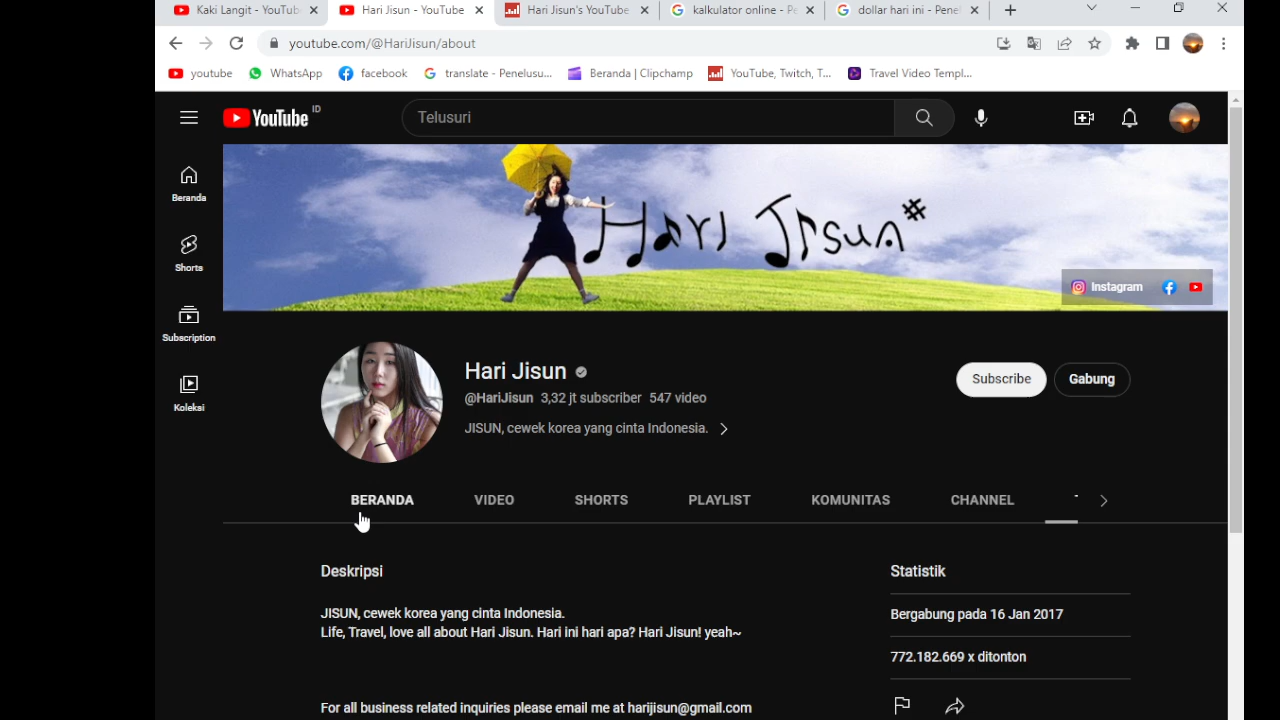 Kaki Langit - YouTub
Hari Jisun - YouTube
Hari Jisun's YouTube
kalkulator online - Pe
dollar hari ini - Penel
youtube.com/@HariJisun/about
youtube
WhatsApp
facebook
translate - Penelusu...
Beranda | Clipchamp
YouTube, Twitch, T...
Travel Video Templ...
YouTube ID
Telusuri
Beranda
Shorts
Subscription
Koleksi
Hari Jisun
Instagram
Hari Jisun
@HariJisun 3,32 jt subscriber 547 video
JISUN, cewek korea yang cinta Indonesia.
Subscribe
Gabung
BERANDA
VIDEO
SHORTS
PLAYLIST
KOMUNITAS
CHANNEL
Deskripsi
JISUN, cewek korea yang cinta Indonesia.
Life, Travel, love all about Hari Jisun. Hari ini hari apa? Hari Jisun! yeah~
For all business related inquiries please email me at harijisun@gmail.com
Statistik
Bergabung pada 16 Jan 2017
772.182.669 x ditonton